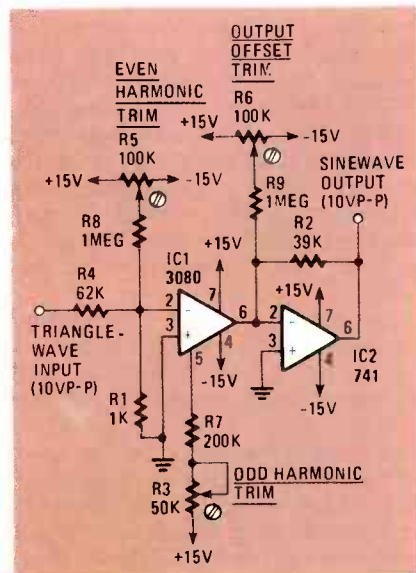 OUTPUT
OFFSET
TRIM
EVEN
HARMONIC
TRIM
R5
100K
+15V
-15V
R6
100K
+15V
-15V
SINEWAVE
OUTPUT
(10VP-P)
R8
1MEG
R9
1MEG
R2
39K
IC1
3080
+15V
R4
62K
2
-
3
+
7
6
5
4
-15V
+15V
2
-
3
+
7
6
4
-15V
IC2
741
TRIANGLE-
WAVE
INPUT
(10VP-P)
R1
1K
R7
200K
ODD HARMONIC
TRIM
R3
50K
+15V